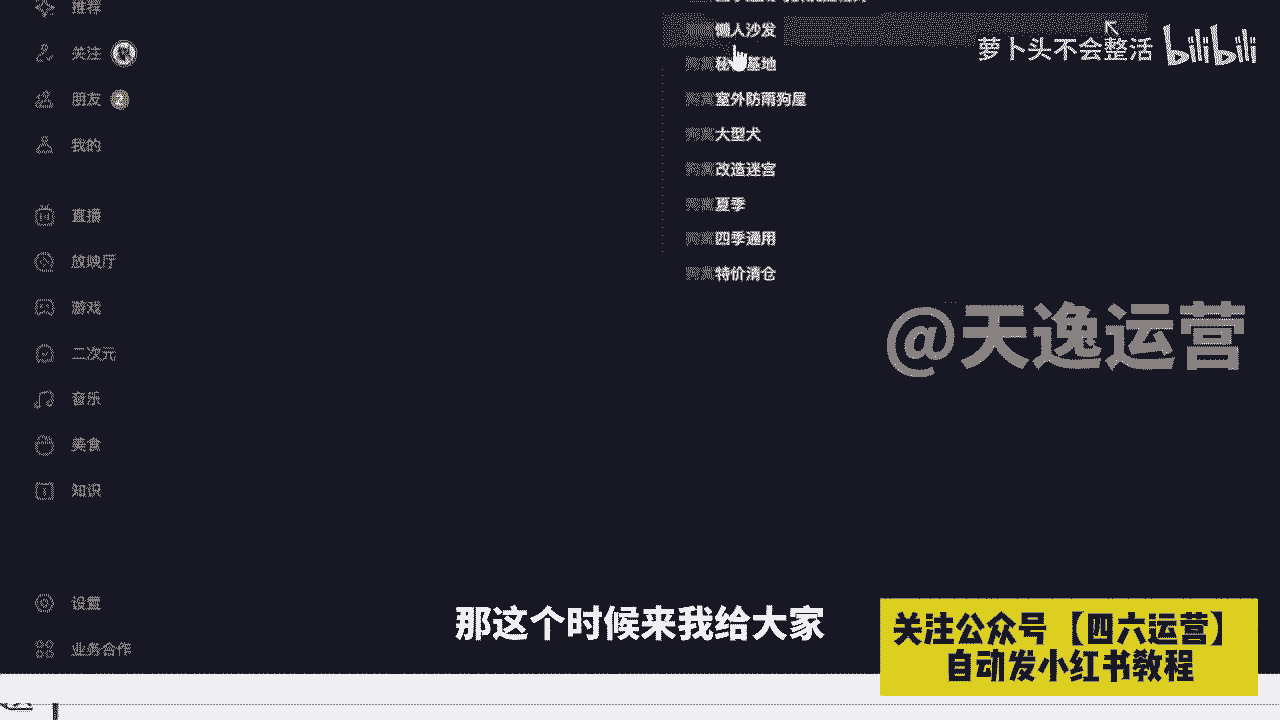 推荐
关注
朋友 2
我的
直播
放映厅
游戏
二次元
音乐
美食
知识
设置
业务合作
懒人沙发
狗窝秘密基地
狗窝室外防雨狗屋
狗窝大型犬
狗窝改造迷宫
狗窝夏季
狗窝四季通用
狗窝特价清仓
萝卜头不会整活 bilibili
@天逸运营
那这个时候来我给大家
关注公众号【四六运营】
自动发小红书教程